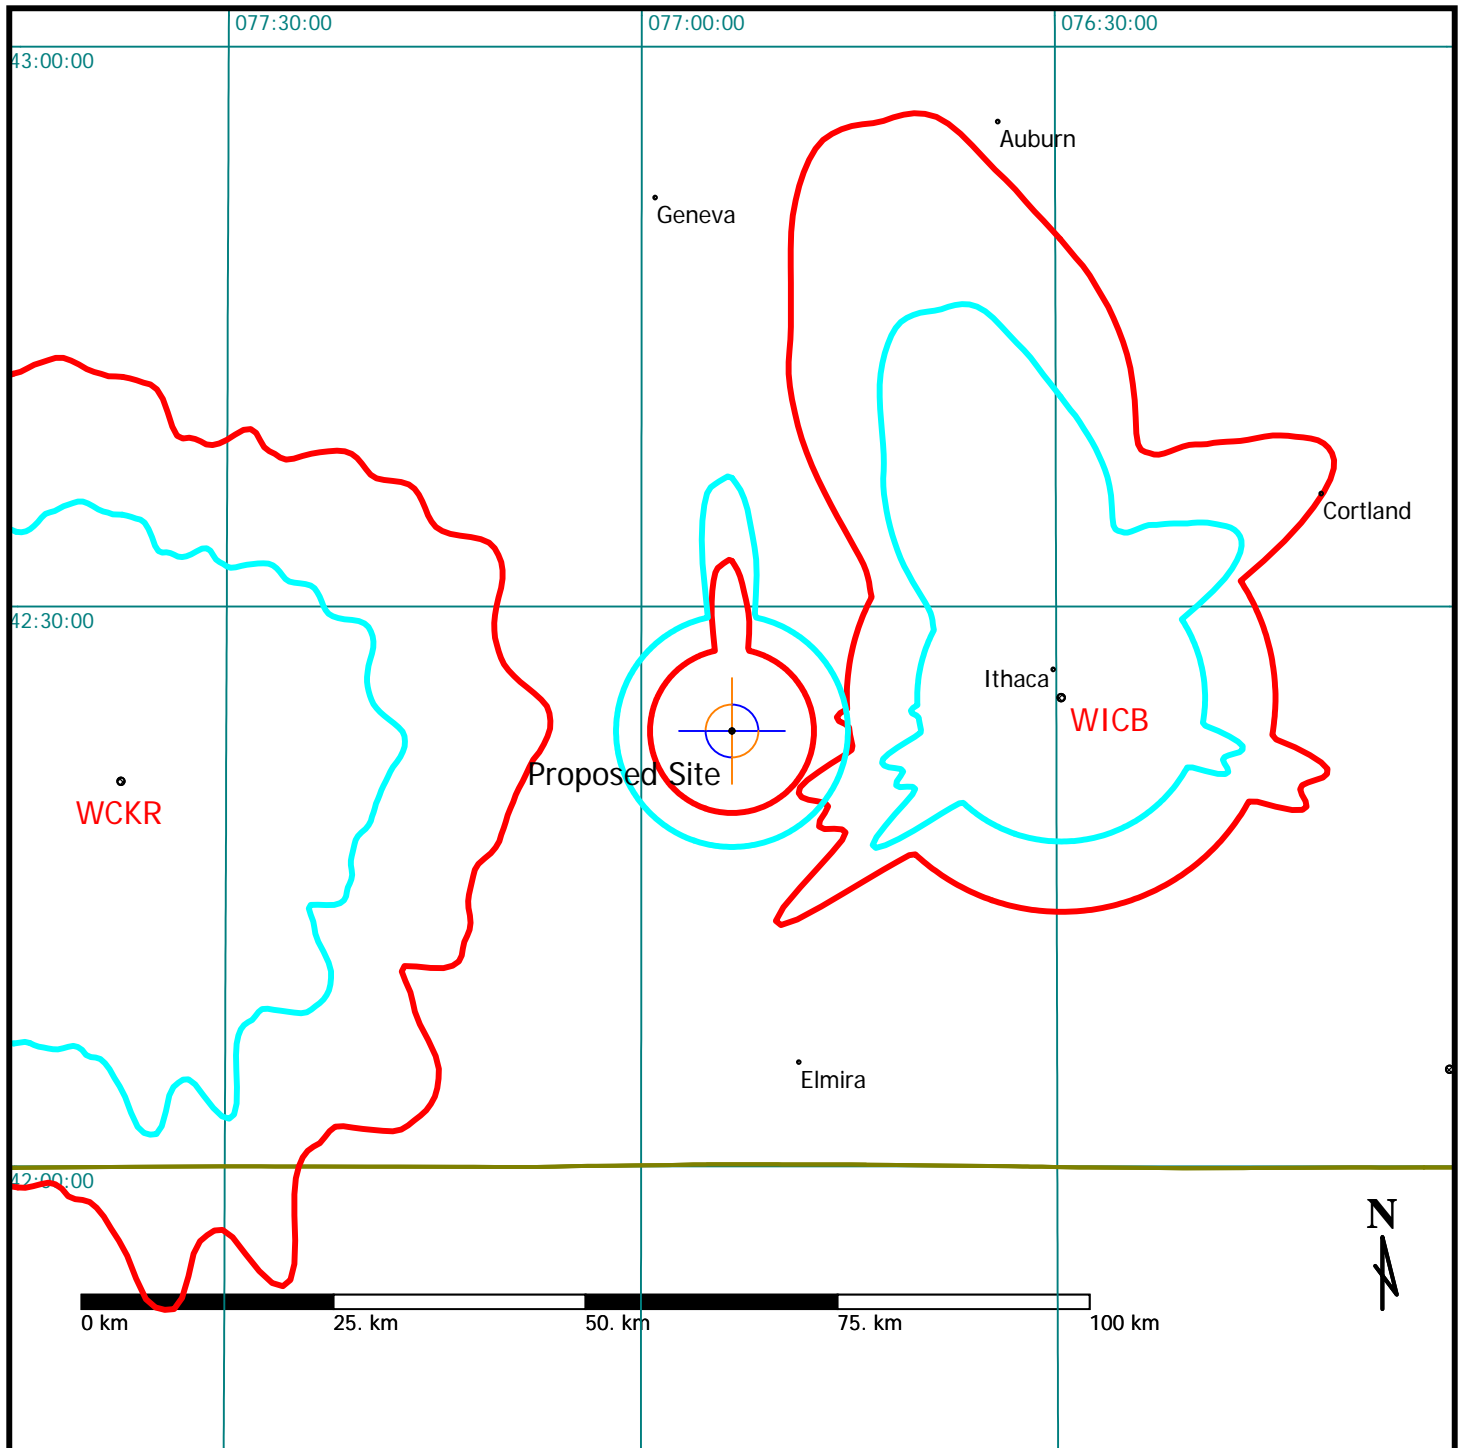 077:30:00
077:00:00
076:30:00
43:00:00
Auburn
Geneva
Cortland
42:30:00
Ithaca
WICB
Proposed Site
WCKR
Elmira
42:00:00
N
0 km
25. km
50. km
75. km
100 km